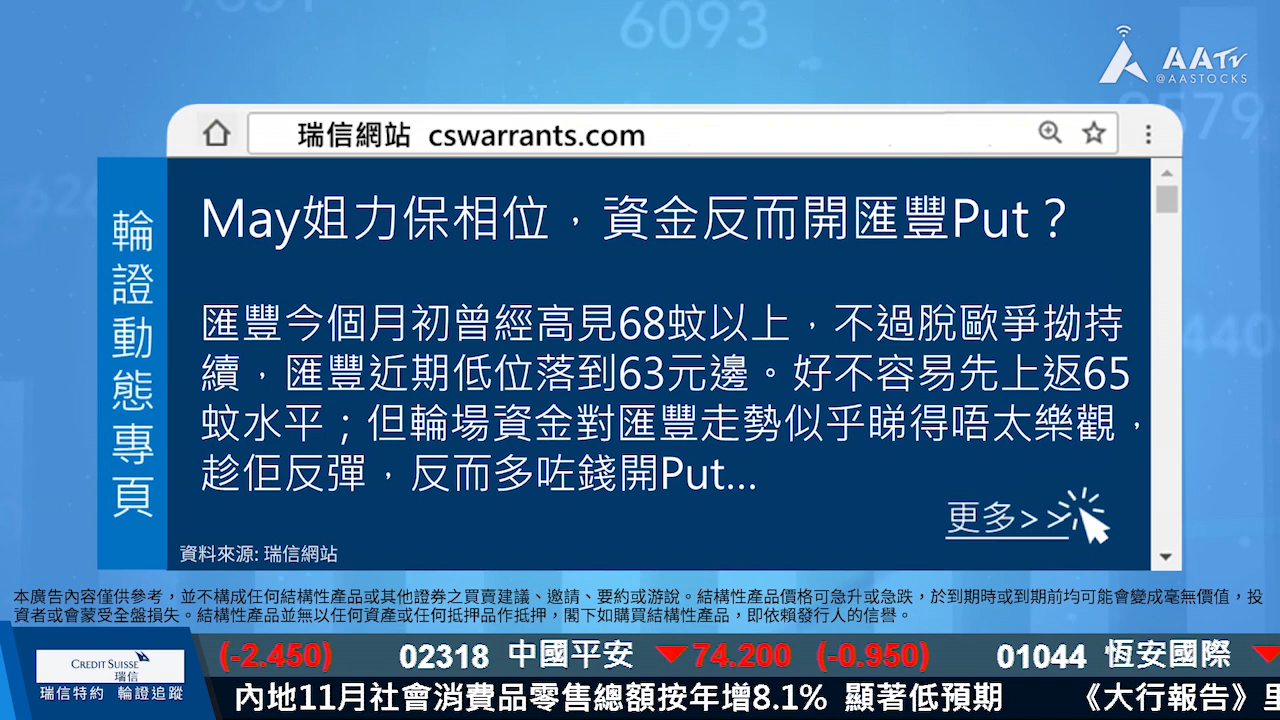 6093
AATV
@AASTOCKS
瑞信網站 cswarrants.com
輪證動態專頁
May姐力保相位，資金反而開匯豐Put？
匯豐今個月初曾經高見68蚊以上，不過脫歐爭拗持
續，匯豐近期低位落到63元邊。好不容易先上返65
蚊水平；但輪場資金對匯豐走勢似乎睇得唔太樂觀，
趁佢反彈，反而多咗錢開Put...
更多>>
資料來源: 瑞信網站
本廣告內容僅供參考，並不構成任何結構性產品或其他證券之買賣建議、邀請、要約或游說。結構性產品價格可急升或急跌，於到期時或到期前均可能會變成毫無價值，投
資者或會蒙受全盤損失。結構性產品並無以任何資產或任何抵押品作抵押，閣下如購買結構性產品，即依賴發行人的信譽。
CREDIT SUISSE
瑞信
瑞信特約 輪證追蹤
(-2.450) 02318 中國平安 ▼74.200 (-0.950) 01044 恆安國際 ▼
內地11月社會消費品零售總額按年增8.1% 顯著低預期 《大行報告》